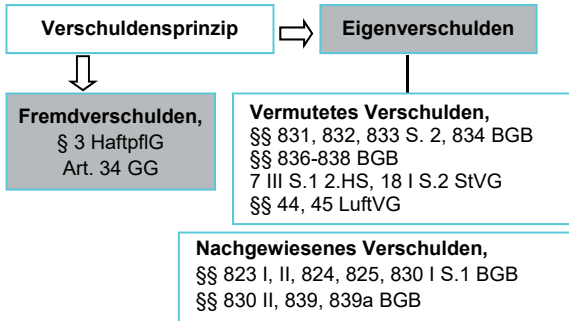 Verschuldensprinzip
Eigenverschulden
Fremdverschulden,
§ 3 HaftpflG
Art. 34 GG
Vermutetes Verschulden,
§§ 831, 832, 833 S. 2, 834 BGB
§§ 836-838 BGB
7 III S.1 2.HS, 18 I S.2 StVG
§§ 44, 45 LuftVG
Nachgewiesenes Verschulden,
§§ 823 I, II, 824, 825, 830 I S.1 BGB
§§ 830 II, 839, 839a BGB